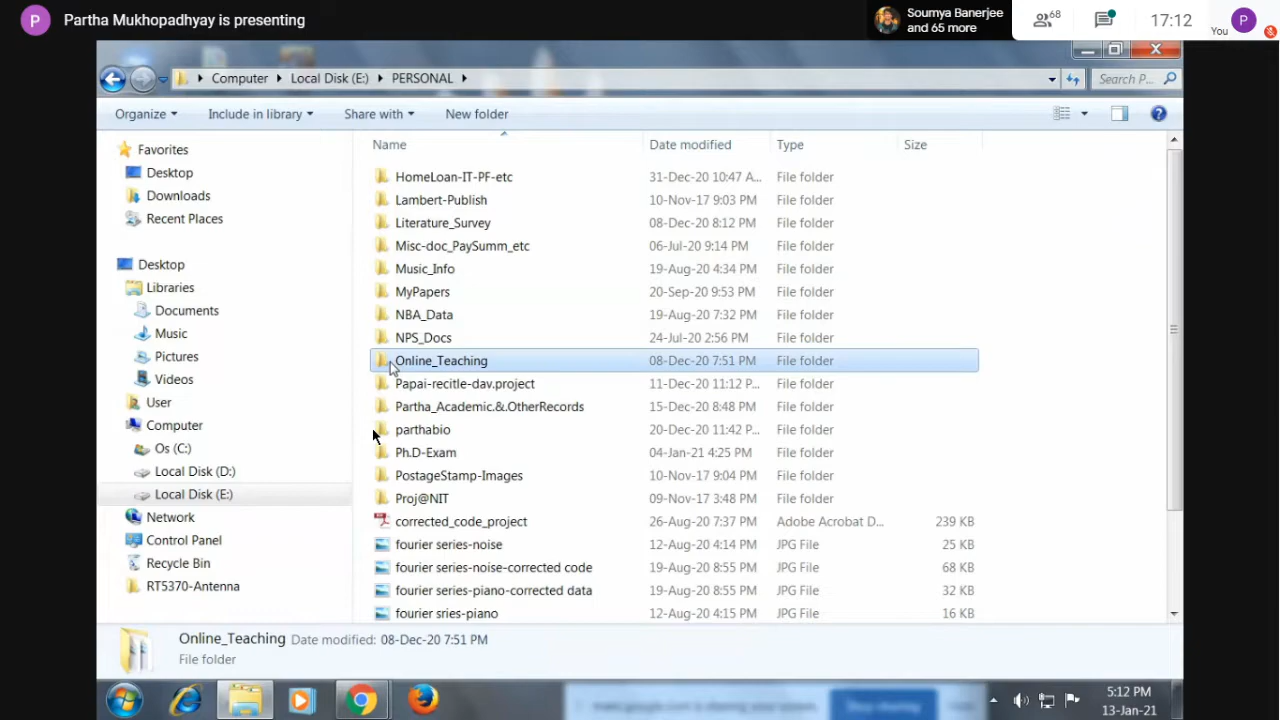 P Partha Mukhopadhyay is presenting
Soumya Banerjee
and 65 more
68
17:12
You
P
Computer Local Disk (E:) PERSONAL
Search P...
Organize Include in library Share with New folder
Name Date modified Type Size
Favorites
Desktop
Downloads
Recent Places
Desktop
Libraries
Documents
Music
Pictures
Videos
User
Computer
Os (C:)
Local Disk (D:)
Local Disk (E:)
Network
Control Panel
Recycle Bin
RT5370-Antenna
HomeLoan-IT-PF-etc 31-Dec-20 10:47 A... File folder
Lambert-Publish 10-Nov-17 9:03 PM File folder
Literature_Survey 08-Dec-20 8:12 PM File folder
Misc-doc_PaySumm_etc 06-Jul-20 9:14 PM File folder
Music_Info 19-Aug-20 4:34 PM File folder
MyPapers 20-Sep-20 9:53 PM File folder
NBA_Data 19-Aug-20 7:32 PM File folder
NPS_Docs 24-Jul-20 2:56 PM File folder
Online_Teaching 08-Dec-20 7:51 PM File folder
Papai-recitle-dav.project 11-Dec-20 11:12 P... File folder
Partha_Academic.&.OtherRecords 15-Dec-20 8:48 PM File folder
parthabio 20-Dec-20 11:42 P... File folder
Ph.D-Exam 04-Jan-21 4:25 PM File folder
PostageStamp-Images 10-Nov-17 9:04 PM File folder
Proj@NIT 09-Nov-17 3:48 PM File folder
corrected_code_project 26-Aug-20 7:37 PM Adobe Acrobat D... 239 KB
fourier series-noise 12-Aug-20 4:14 PM JPG File 25 KB
fourier series-noise-corrected code 19-Aug-20 8:55 PM JPG File 68 KB
fourier series-piano-corrected data 19-Aug-20 8:55 PM JPG File 32 KB
fourier sries-piano 12-Aug-20 4:15 PM JPG File 16 KB
Online_Teaching Date modified: 08-Dec-20 7:51 PM
File folder
meet.google.com is sharing your screen.
Stop sharing
Hide
5:12 PM
13-Jan-21